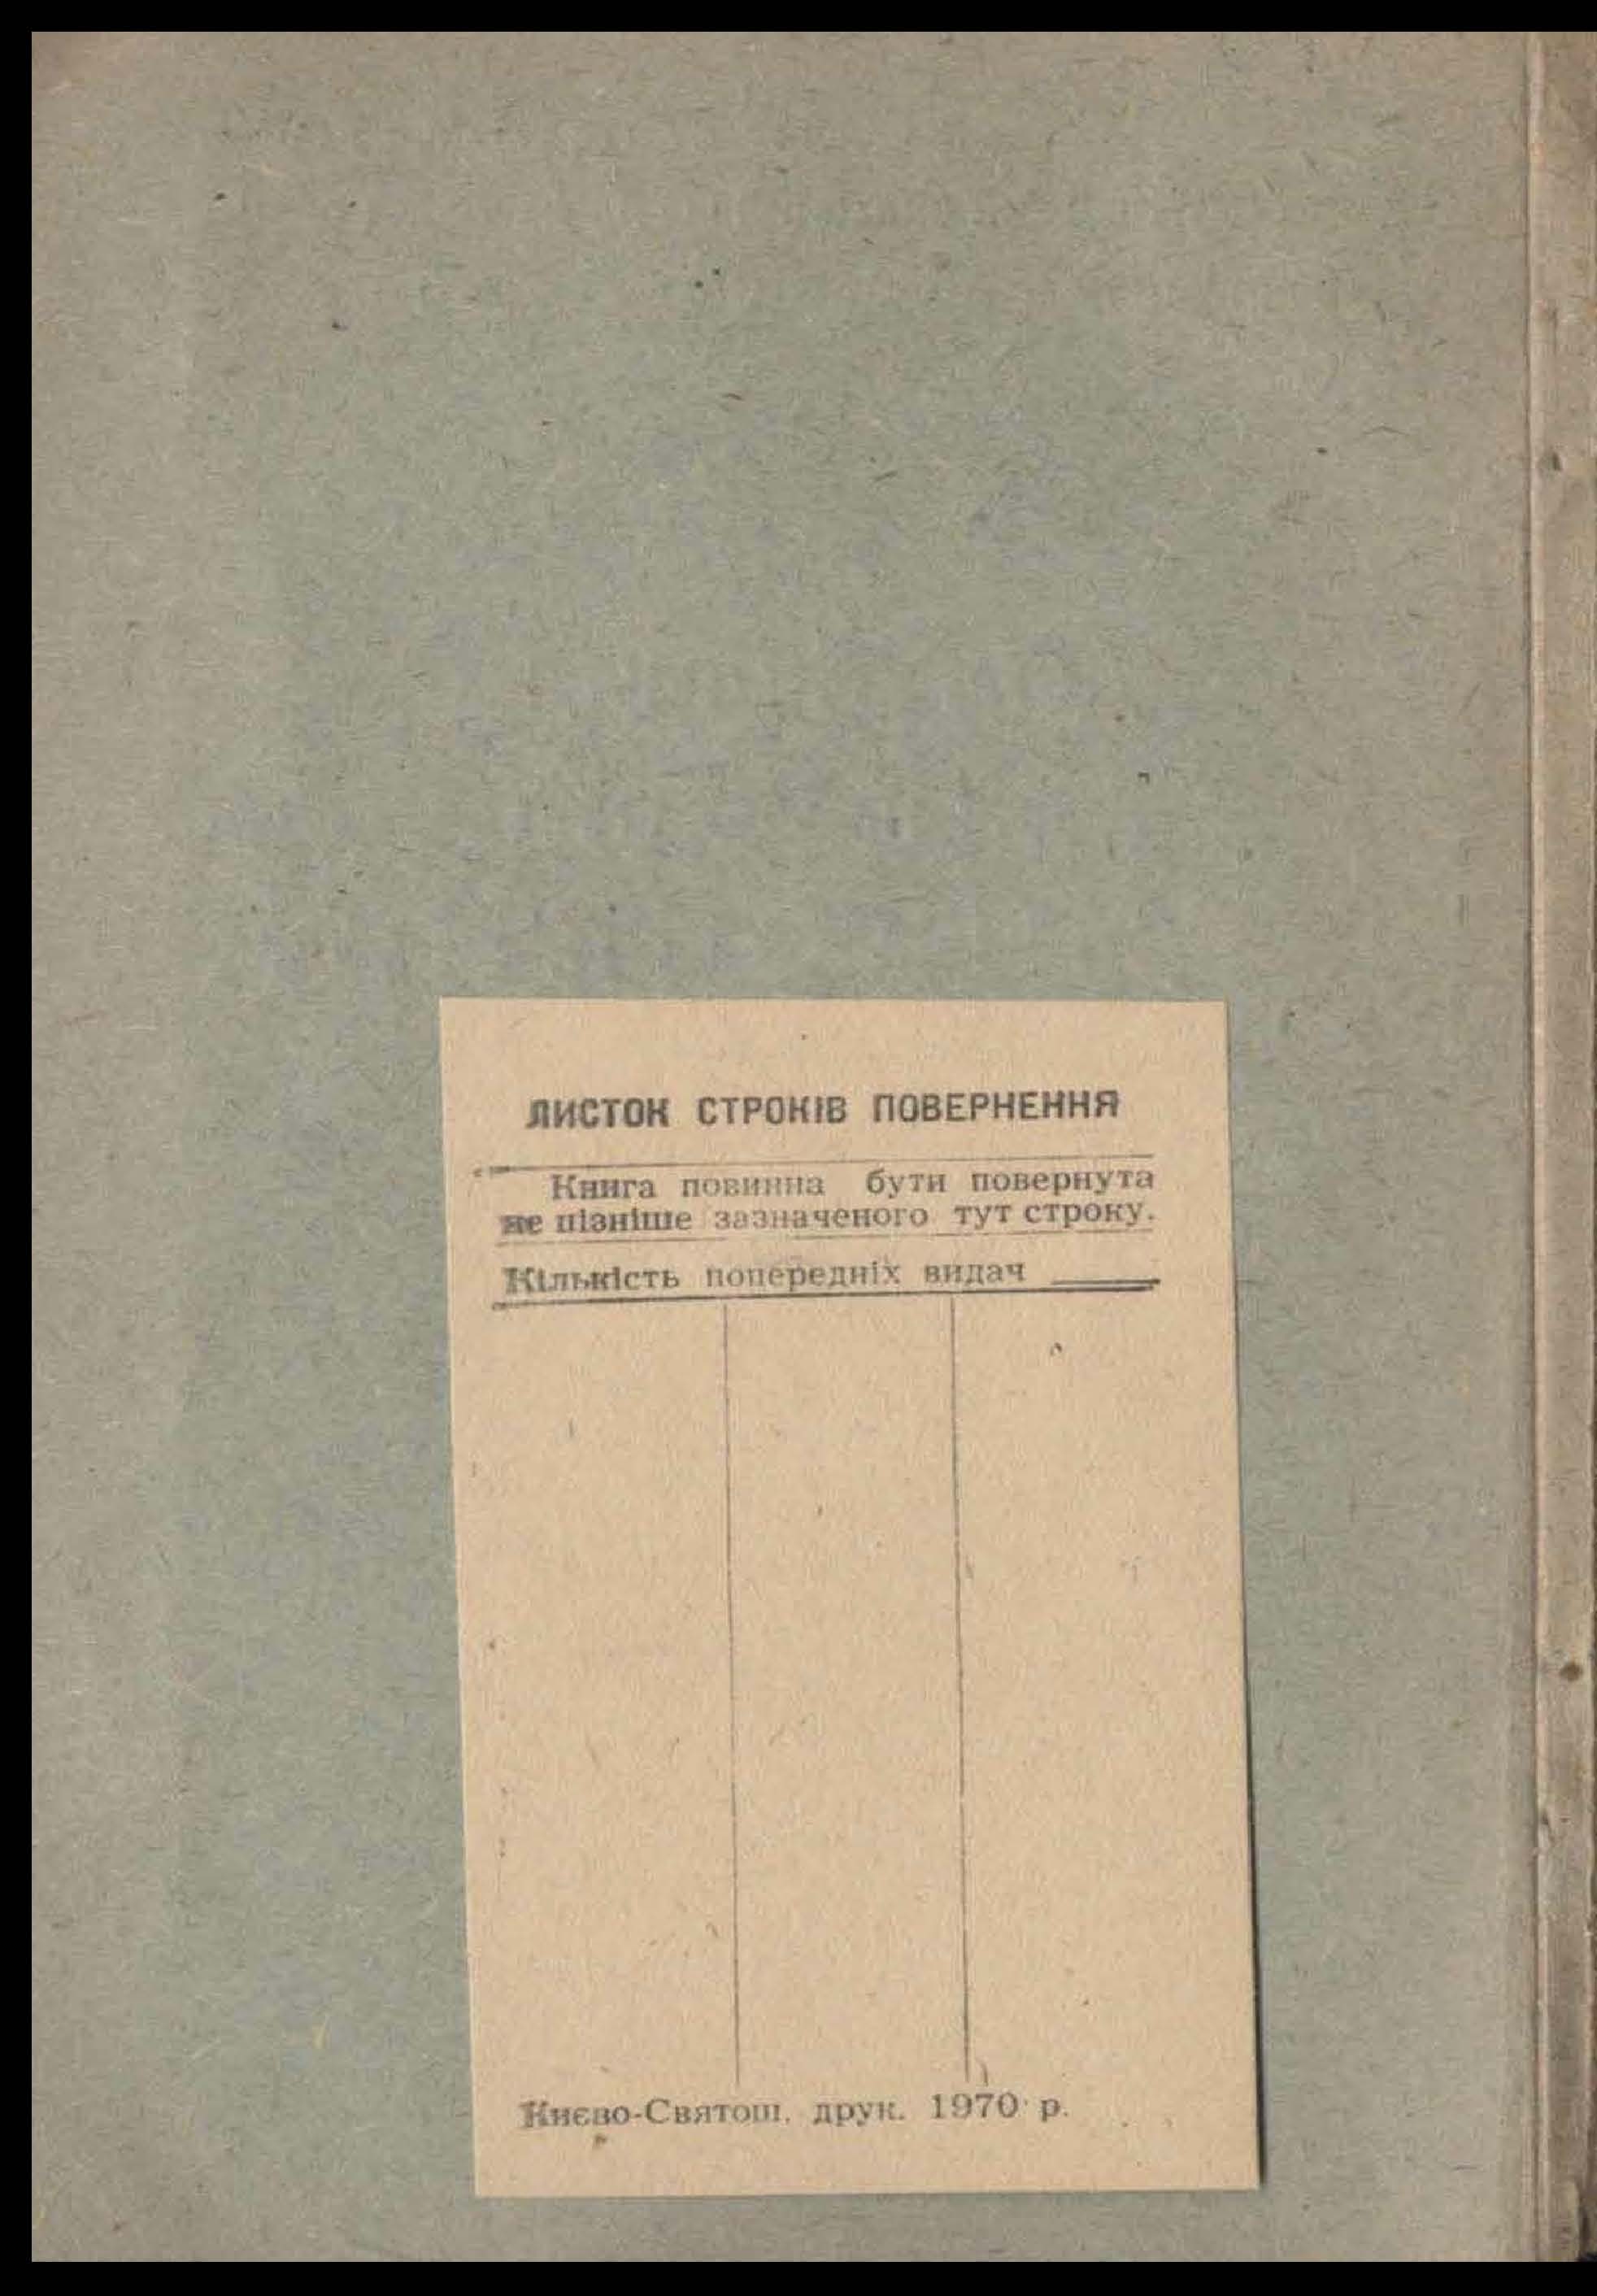 ЛИСТОК СТРОКІВ ПОВЕРНЕННЯ
Книга повинна бути повернута
не пізніше зазначеного тут строку.
Кількість попередніх видач
Києво-Святош. друк. 1970 р.